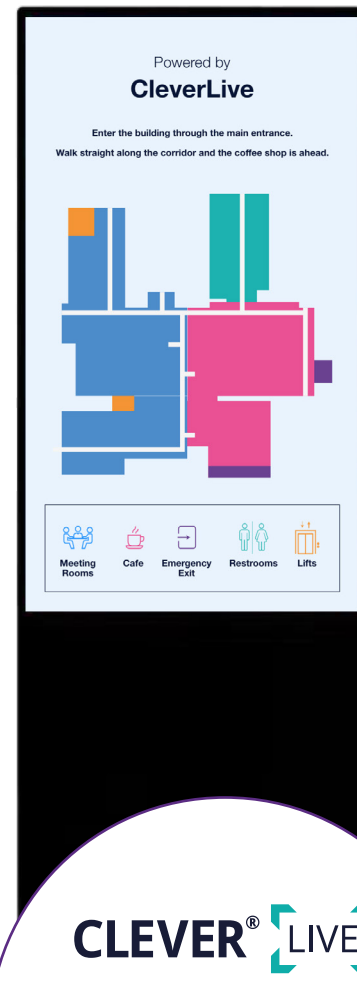 Powered by
CleverLive
Enter the building through the main entrance.
Walk straight along the corridor and the coffee shop is ahead.
Meeting Rooms
Cafe
Emergency Exit
Restrooms
Lifts
CLEVER® LIVE